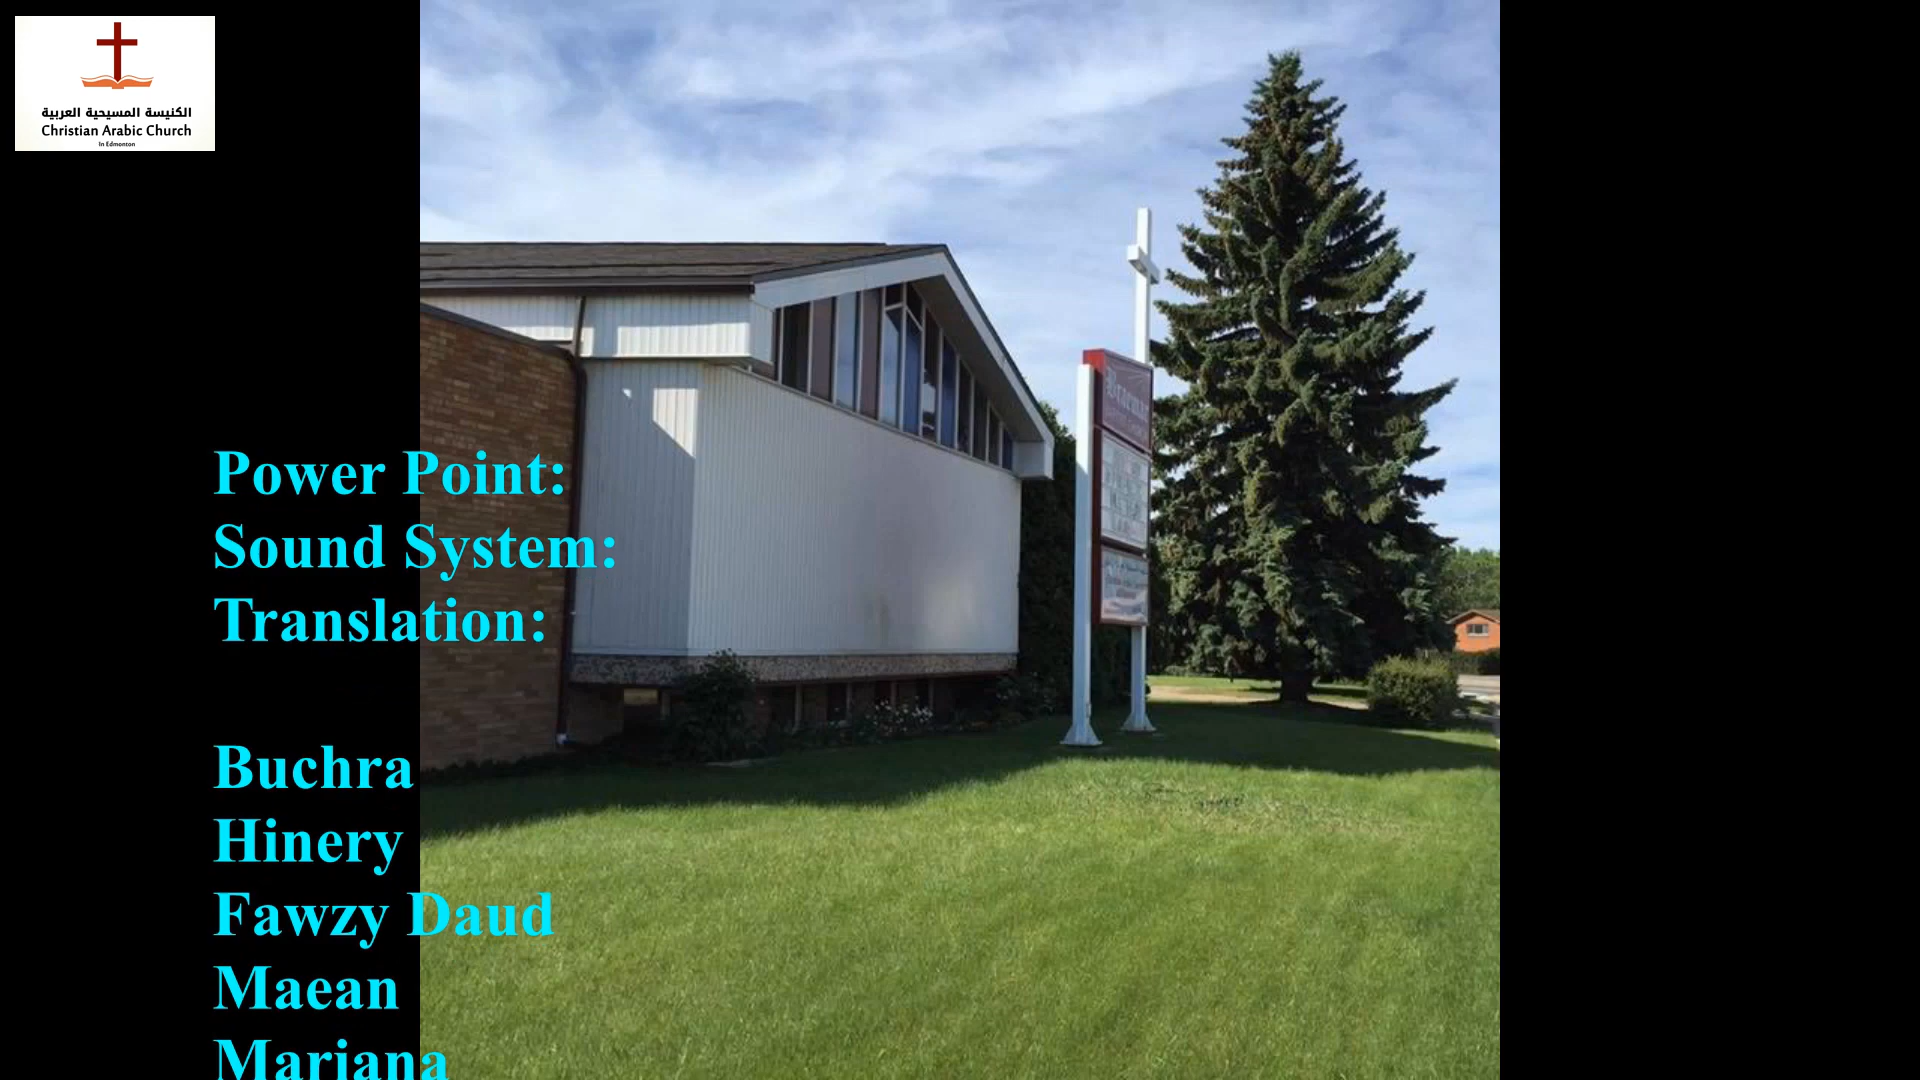 الكنيسة المسيحية العربية
Christian Arabic Church
In Edmonton
Braemar
Power Point:
Sound System:
Translation:
Buchra
Hinery
Fawzy Daud
Maean
Mariana